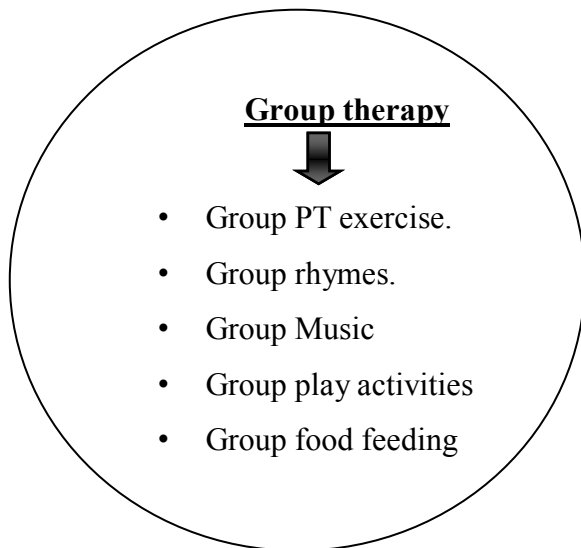 Group therapy
• Group PT exercise.
• Group rhymes.
• Group Music
• Group play activities
• Group food feeding